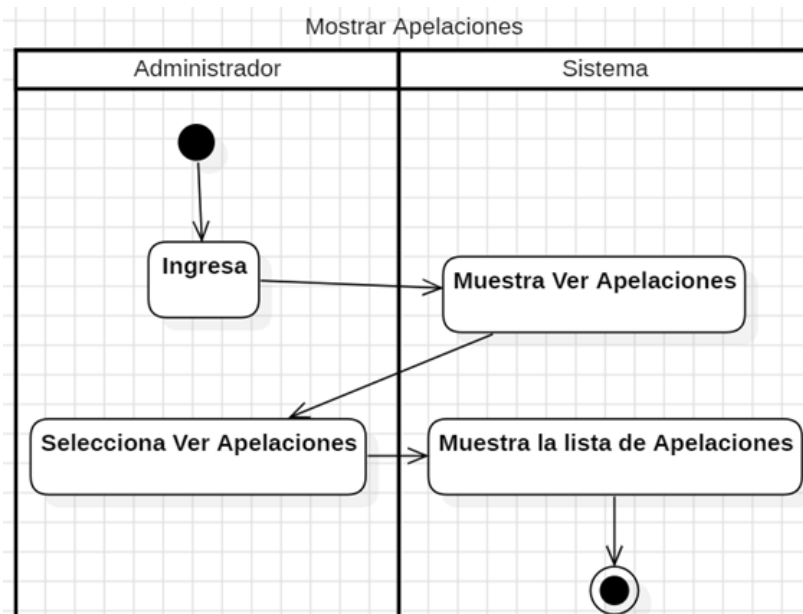 Mostrar Apelaciones
Administrador
Sistema
Ingresa
Muestra Ver Apelaciones
Selecciona Ver Apelaciones
Muestra la lista de Apelaciones